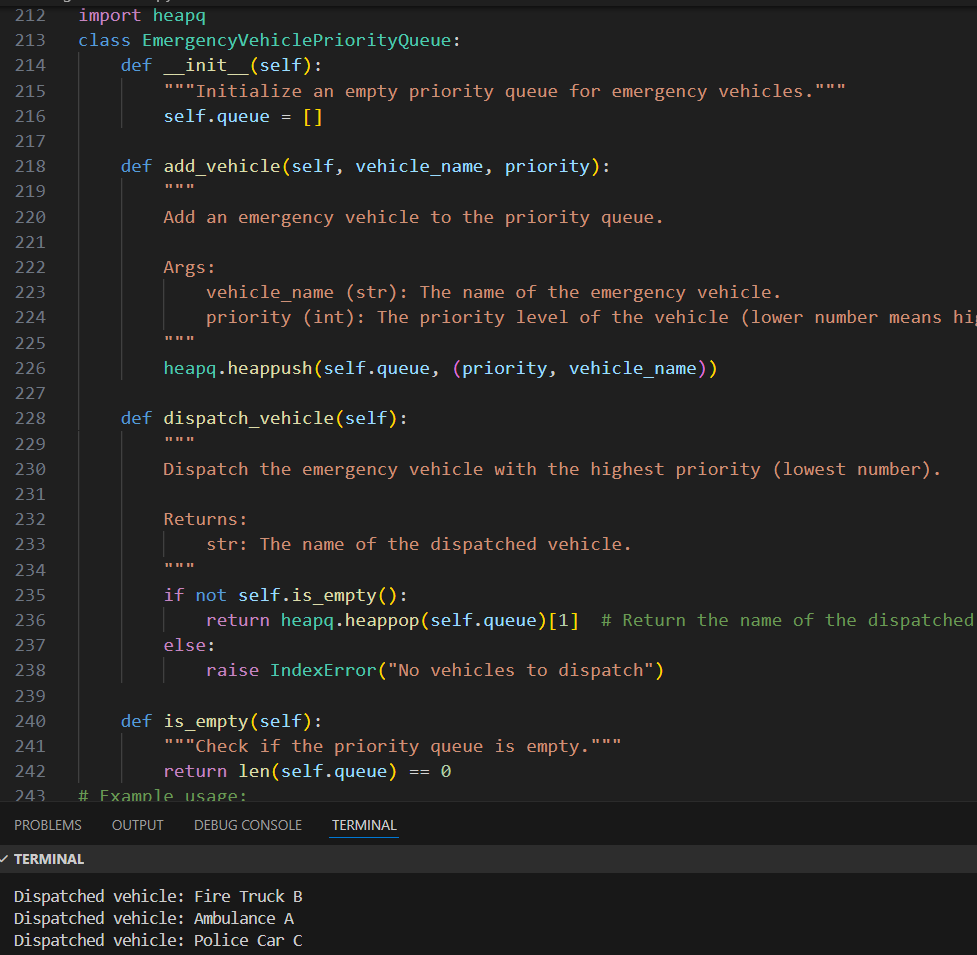 212 import heapq
213 class EmergencyVehiclePriorityQueue:
214     def __init__(self):
215         """Initialize an empty priority queue for emergency vehicles."""
216         self.queue = []
217
218     def add_vehicle(self, vehicle_name, priority):
219         """
220         Add an emergency vehicle to the priority queue.
221
222         Args:
223             vehicle_name (str): The name of the emergency vehicle.
224             priority (int): The priority level of the vehicle (lower number means
225         """
226         heapq.heappush(self.queue, (priority, vehicle_name))
227
228     def dispatch_vehicle(self):
229         """
230         Dispatch the emergency vehicle with the highest priority (lowest number).
231
232         Returns:
233             str: The name of the dispatched vehicle.
234         """
235         if not self.is_empty():
236             return heapq.heappop(self.queue)[1]  # Return the name of the dispatched
237         else:
238             raise IndexError("No vehicles to dispatch")
239
240     def is_empty(self):
241         """Check if the priority queue is empty."""
242         return len(self.queue) == 0
243 # Example usage:
PROBLEMS OUTPUT DEBUG CONSOLE TERMINAL
TERMINAL
Dispatched vehicle: Fire Truck B
Dispatched vehicle: Ambulance A
Dispatched vehicle: Police Car C